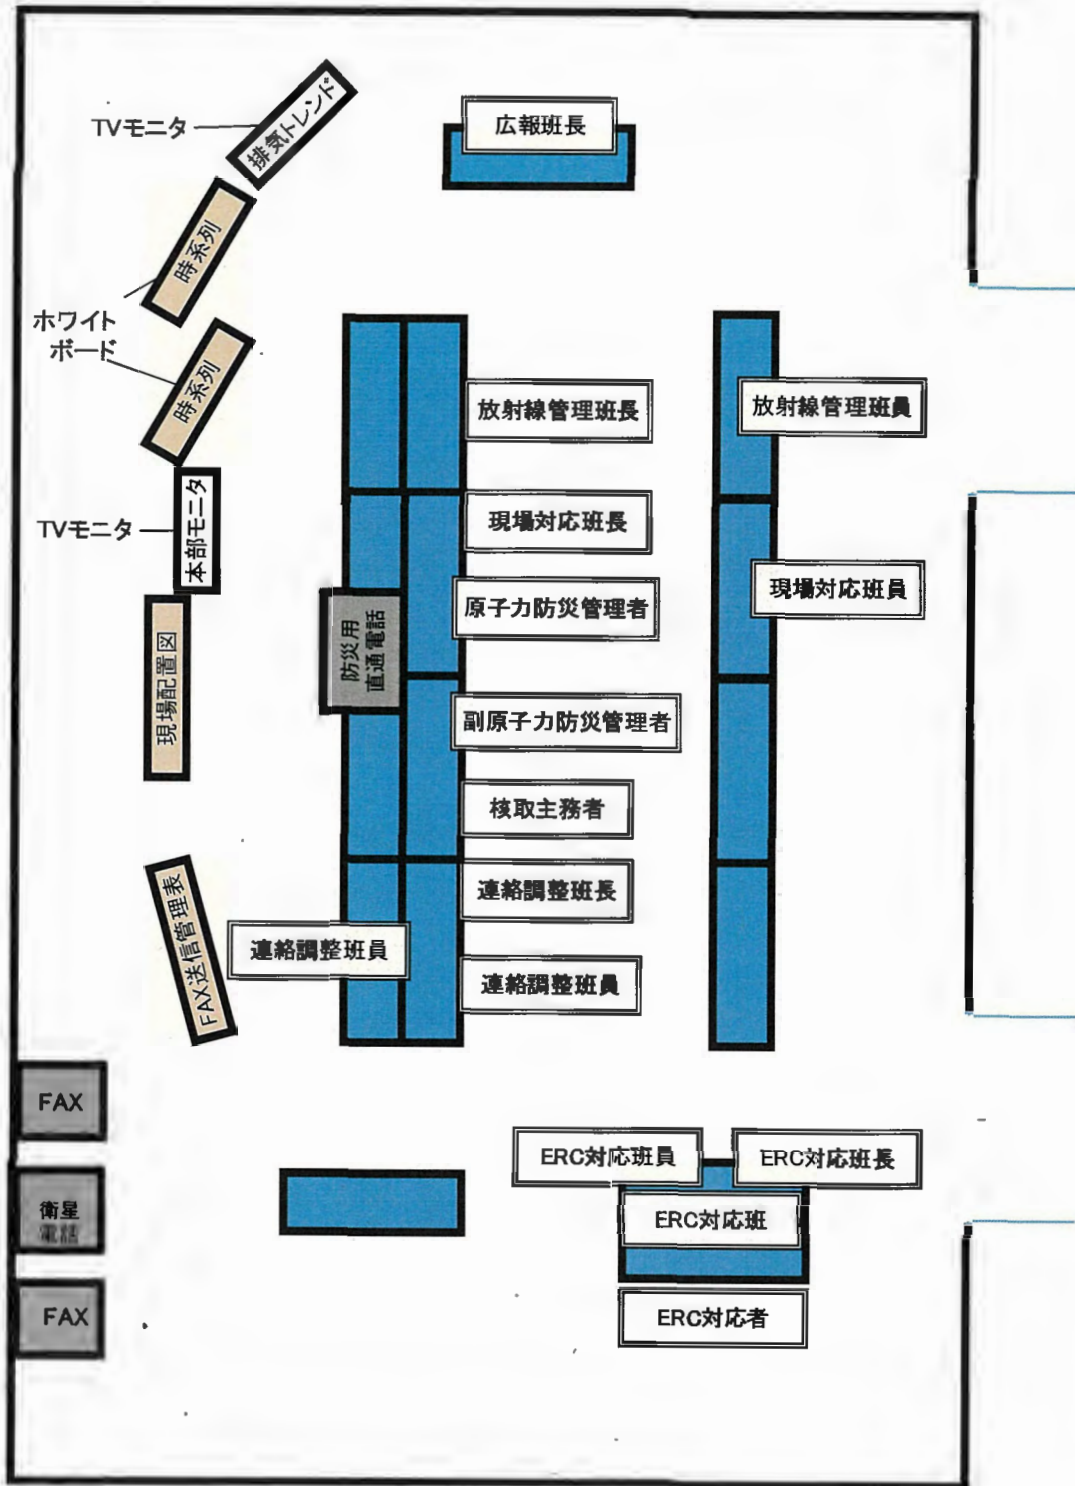 広報班長
TVモニタ
排気トレンド*
時系列
ホワイト
ボード
時系列
放射線管理班長
放射線管理班員
現場対応班長
TVモニタ
本部モニタ
原子力防災管理者
現場対応班員
防災用
直通電話
現場配置図
副原子力防災管理者
核取主務者
連絡調整班長
FAX送信管理表
連絡調整班員
連絡調整班員
FAX
ERC対応班員
ERC対応班長
衛星
電話
ERC対応班
FAX
ERC対応者